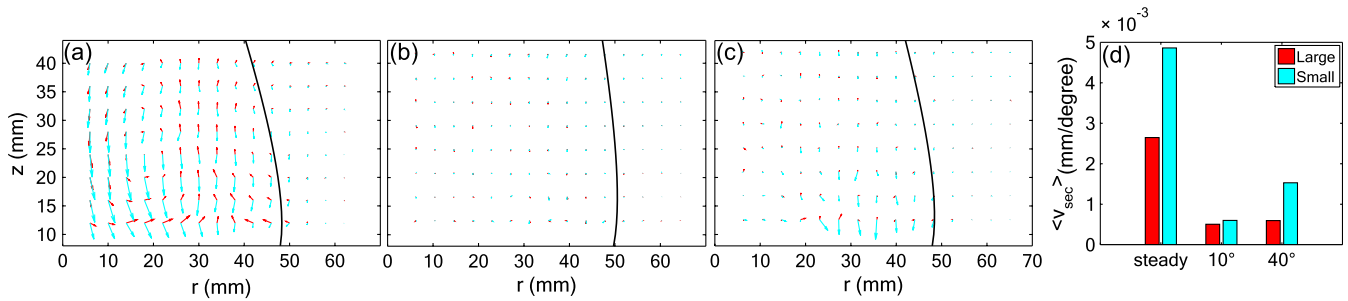 (a)
40
35
30
25
20
15
10
z (mm)
0 10 20 30 40 50 60
r (mm)
(b)
0 10 20 30 40 50 60
r (mm)
(c)
0 10 20 30 40 50 60 70
r (mm)
× 10⁻³
(d)
5
4
3
2
1
0
<v_sec> (mm/degree)
Large
Small
steady 10° 40°